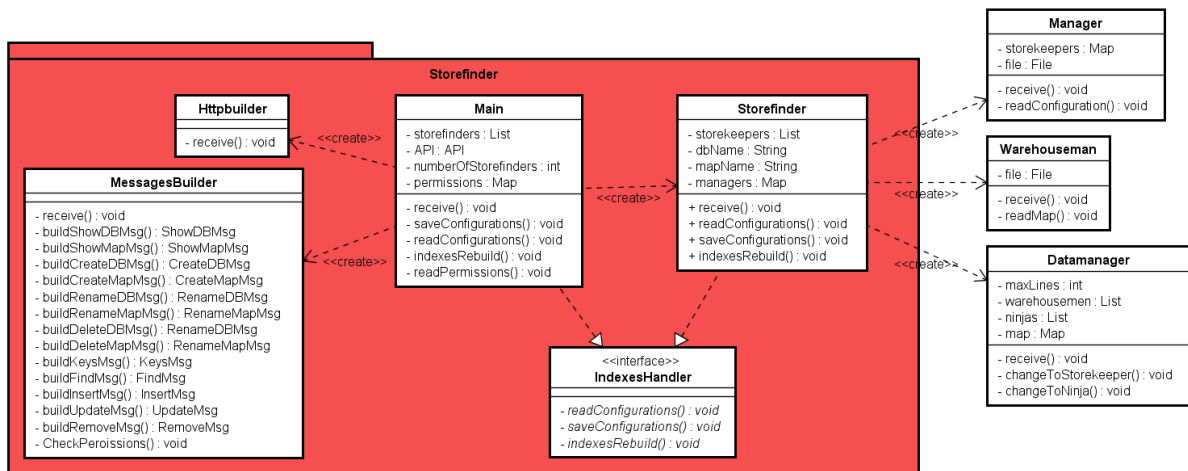 Storefinder
Httpbuilder
- receive() : void
MessagesBuilder
- receive() : void
- buildShowDBMsg() : ShowDBMsg
- buildShowMapMsg() : ShowMapMsg
- buildCreateDBMsg() : CreateDBMsg
- buildCreateMapMsg() : CreateMapMsg
- buildRenameDBMsg() : RenameDBMsg
- buildRenameMapMsg() : RenameMapMsg
- buildDeleteDBMsg() : RenameDBMsg
- buildDeleteMapMsg() : RenameMapMsg
- buildKeysMsg() : KeysMsg
- buildFindMsg() : FindMsg
- buildInsertMsg() : InsertMsg
- buildUpdateMsg() : UpdateMsg
- buildRemoveMsg() : RemoveMsg
- CheckPeroissions() : void
<<create>>
<<create>>
Main
- storefinders : List
- API : API
- numberOfStorefinders : int
- permissions : Map
- receive() : void
- saveConfigurations() : void
- readConfigurations() : void
- indexesRebuild() : void
- readPermissions() : void
<<create>>
Storefinder
- storekeepers : List
- dbName : String
- mapName : String
- managers : Map
+ receive() : void
+ readConfigurations() : void
+ saveConfigurations() : void
+ indexesRebuild() : void
<<interface>>
IndexesHandler
- readConfigurations() : void
- saveConfigurations() : void
- indexesRebuild() : void
<<create>>
<<create>>
<<create>>
Manager
- storekeepers : Map
- file : File
- receive() : void
- readConfiguration() : void
Warehouseman
- file : File
- receive() : void
- readMap() : void
Datamanager
- maxLines : int
- warehousemen : List
- ninjas : List
- map : Map
- receive() : void
- changeToStorekeeper() : void
- changeToNinja() : void